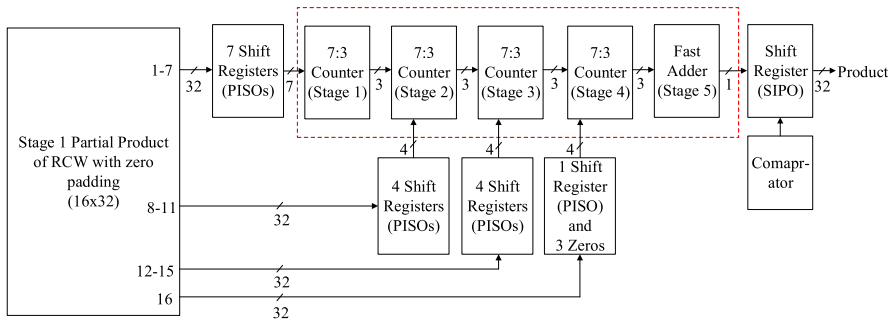 Stage 1 Partial Product
of RCW with zero
padding
(16x32)
1-7
32
7 Shift
Registers
(PISOs)
7
7:3
Counter
(Stage 1)
3
7:3
Counter
(Stage 2)
3
7:3
Counter
(Stage 3)
3
7:3
Counter
(Stage 4)
3
Fast
Adder
(Stage 5)
1
Shift
Register
(SIPO)
32
Product
4
4
4
8-11
32
4 Shift
Registers
(PISOs)
4 Shift
Registers
(PISOs)
1 Shift
Register
(PISO)
and
3 Zeros
Comapr-
ator
12-15
32
16
32